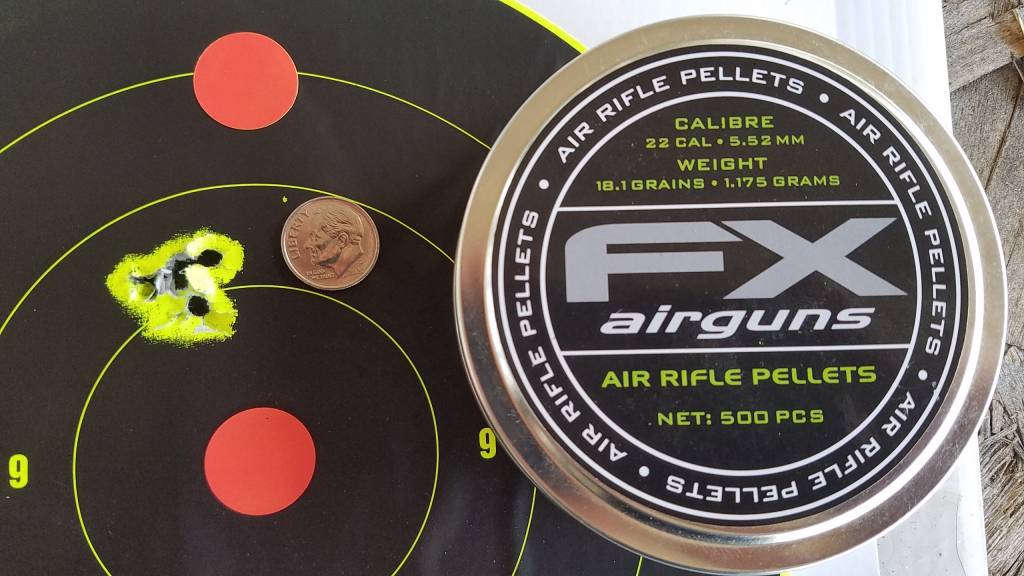 AIR RIFLE PELLETS • AIR RIFLE PELLETS • AIR RIFLE PELLETS • AIR RIFLE PELLETS •
CALIBRE
22 CAL • 5.52 MM
WEIGHT
18.1 GRAINS • 1.175 GRAMS
FX
airguns
AIR RIFLE PELLETS
NET: 500 PCS
LIBERTY
9
9